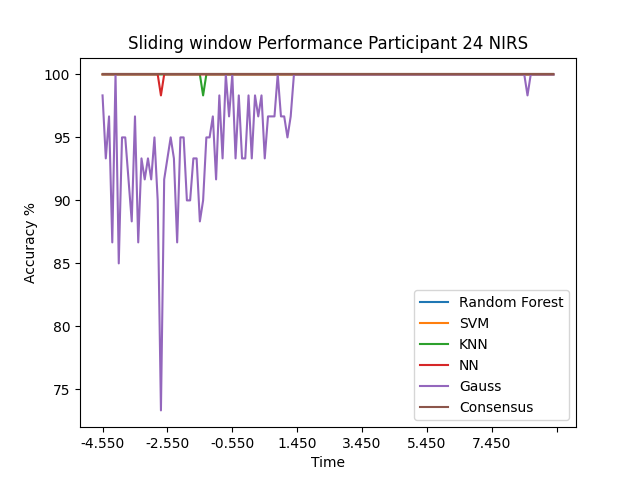 Sliding window Performance Participant 24 NIRS
100
95
90
85
80
75
Accuracy %
-4.550 -2.550 -0.550 1.450 3.450 5.450 7.450
Time
Random Forest
SVM
KNN
NN
Gauss
Consensus